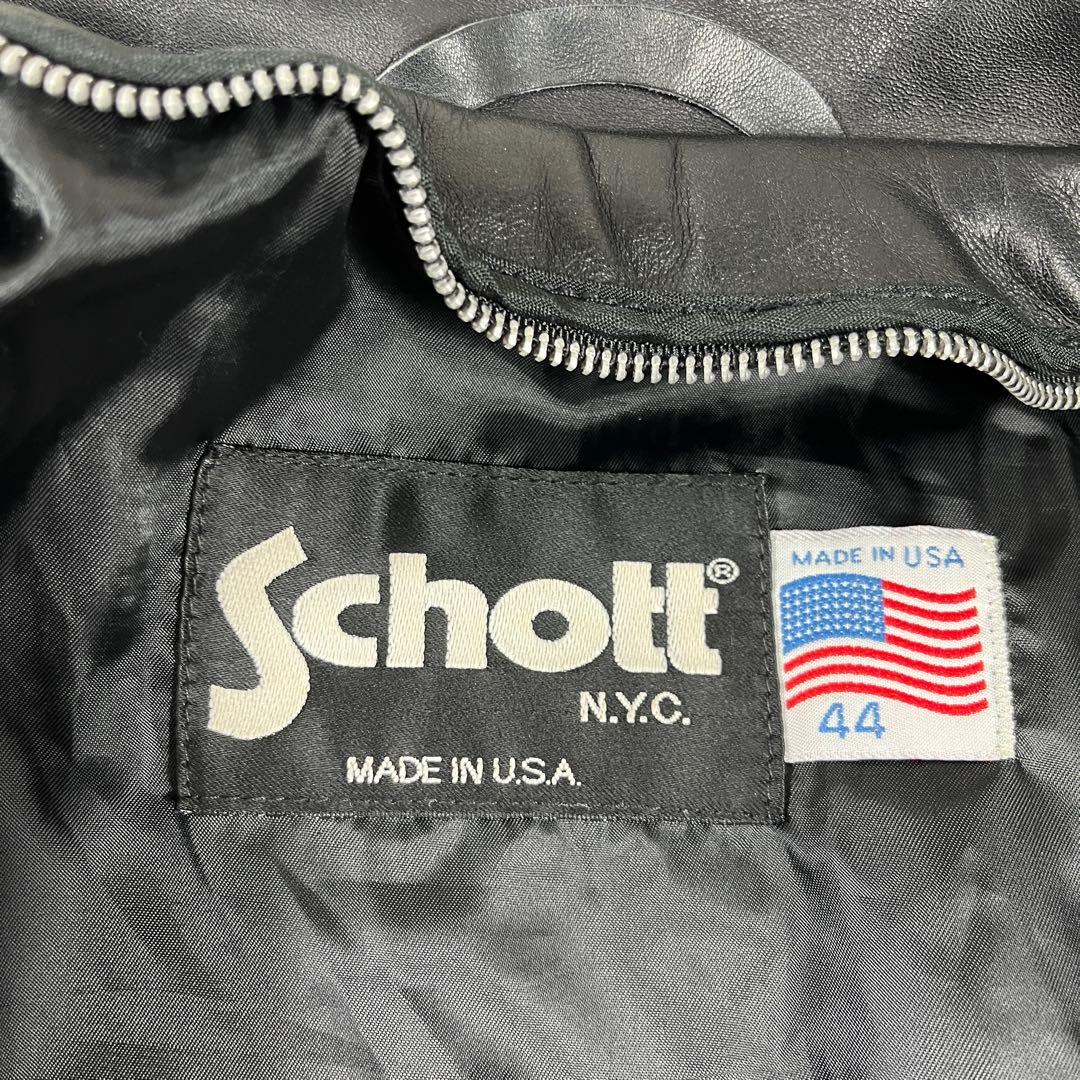 Schott®
N.Y.C.
MADE IN U.S.A.
MADE IN USA
44